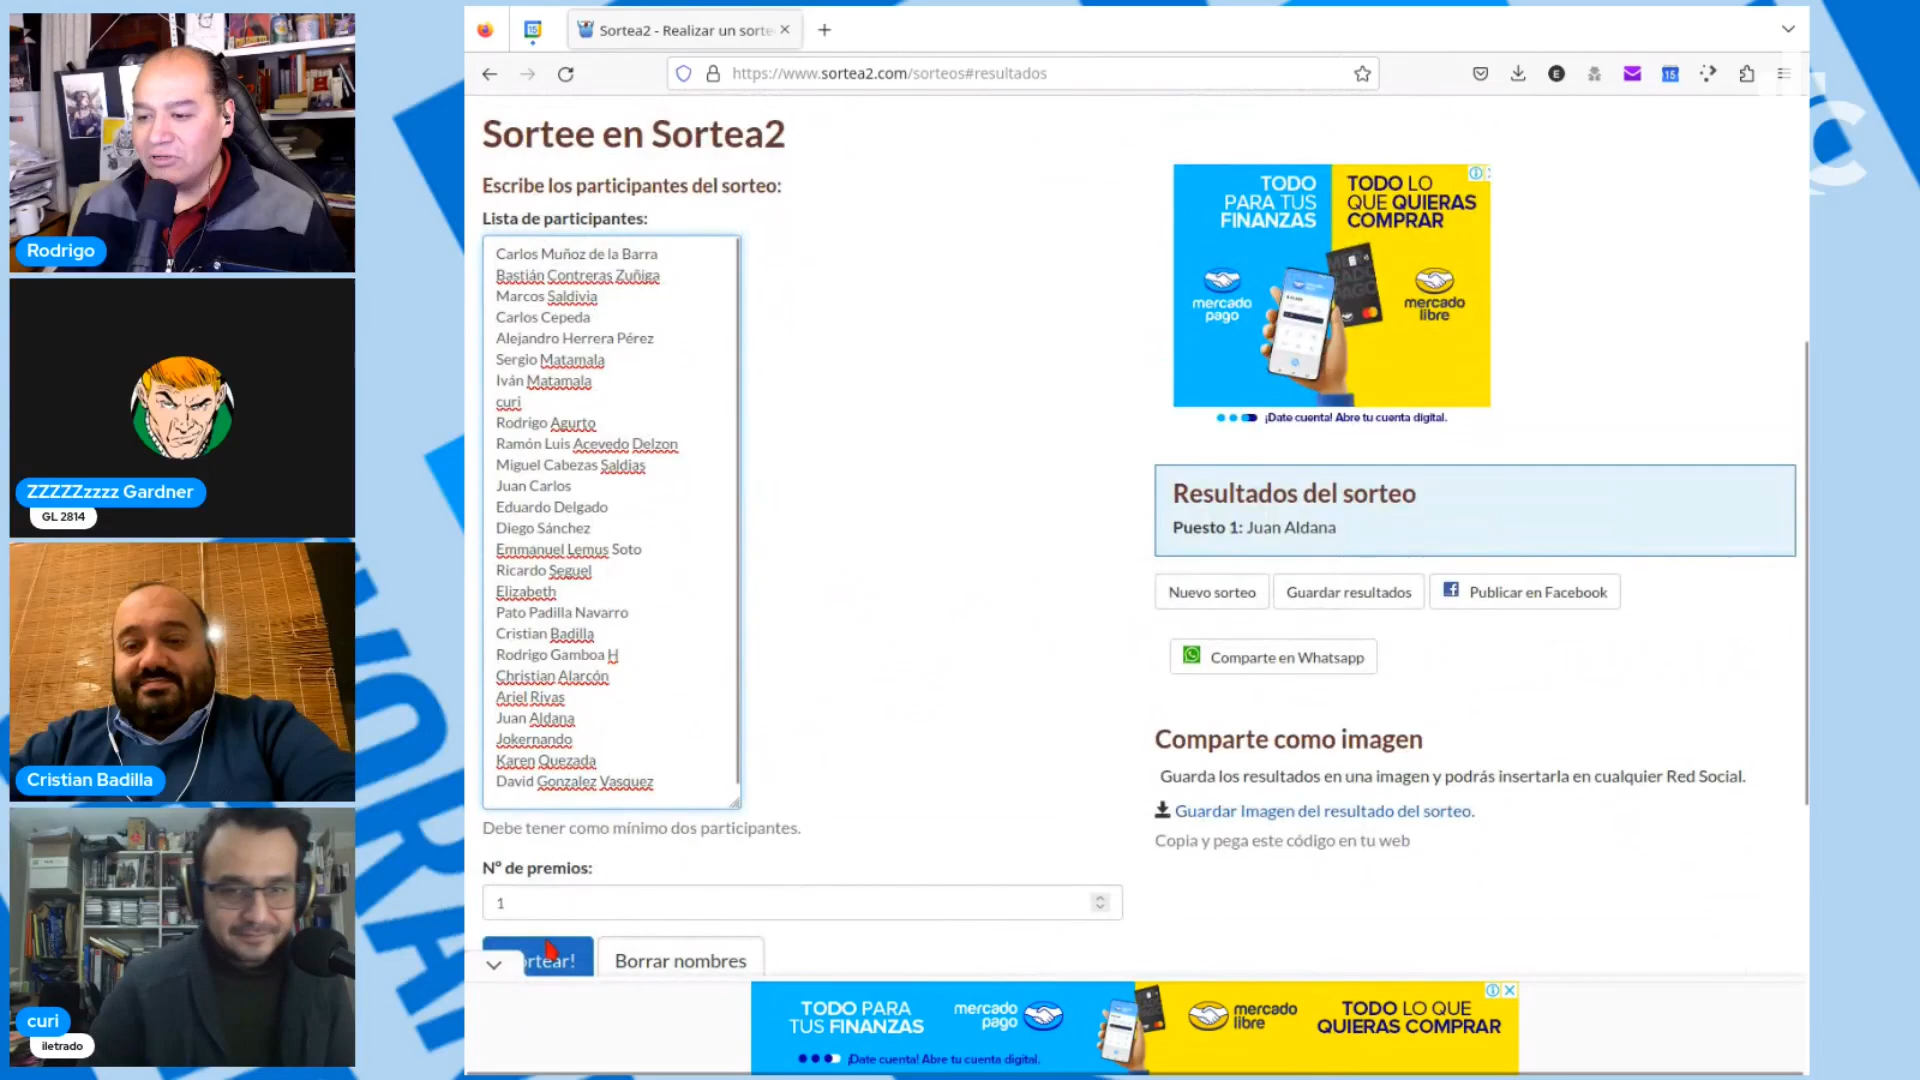 Rodrigo
ZZZZZzzzz Gardner
GL 2814
Cristian Badilla
curi
iletrado
15
Sortea2 - Realizar un sorte
https://www.sortea2.com/sorteos#resultados
E
15
Sortee en Sortea2
Escribe los participantes del sorteo:
Lista de participantes:
Carlos Muñoz de la Barra
Bastián Contreras Zuñiga
Marcos Saldivia
Carlos Cepeda
Alejandro Herrera Pérez
Sergio Matamala
Iván Matamala
curi
Rodrigo Agurto
Ramón Luis Acevedo Delzon
Miguel Cabezas Saldias
Juan Carlos
Eduardo Delgado
Diego Sánchez
Emmanuel Lemus Soto
Ricardo Seguel
Elizabeth
Pato Padilla Navarro
Cristian Badilla
Rodrigo Gamboa H
Christian Alarcón
Ariel Rivas
Juan Aldana
Jokernando
Karen Quezada
David Gonzalez Vasquez
Debe tener como mínimo dos participantes.
Nº de premios:
1
rtear!
Borrar nombres
TODO
PARA TUS
FINANZAS
mercado
pago
TODO LO
QUE QUIERAS
COMPRAR
mercado
libre
¡Date cuenta! Abre tu cuenta digital.
Resultados del sorteo
Puesto 1: Juan Aldana
Nuevo sorteo
Guardar resultados
Publicar en Facebook
Comparte en Whatsapp
Comparte como imagen
Guarda los resultados en una imagen y podrás insertarla en cualquier Red Social.
Guardar Imagen del resultado del sorteo.
Copia y pega este código en tu web
TODO PARA
TUS FINANZAS
mercado
pago
¡Date cuenta! Abre tu cuenta digital.
mercado
libre
TODO LO QUE
QUIERAS COMPRAR